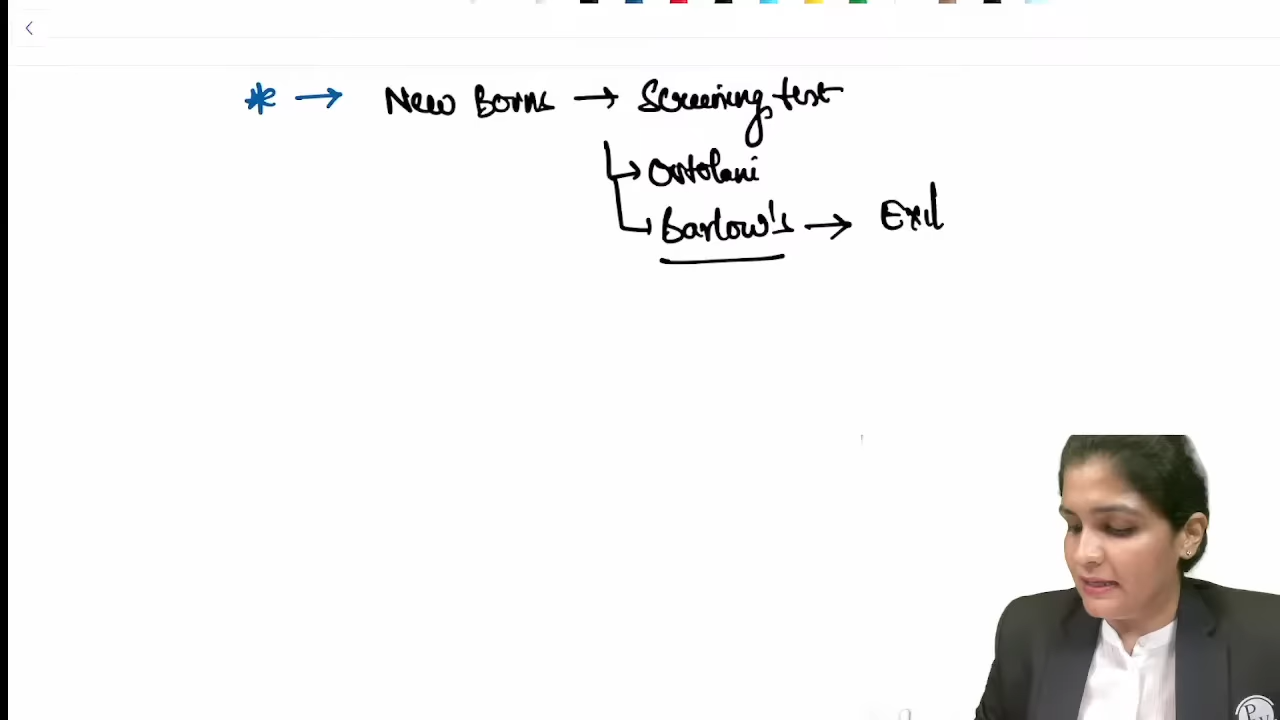 * → New Borns → Screening test
→ Ortolani
→ Barlow's → Exit